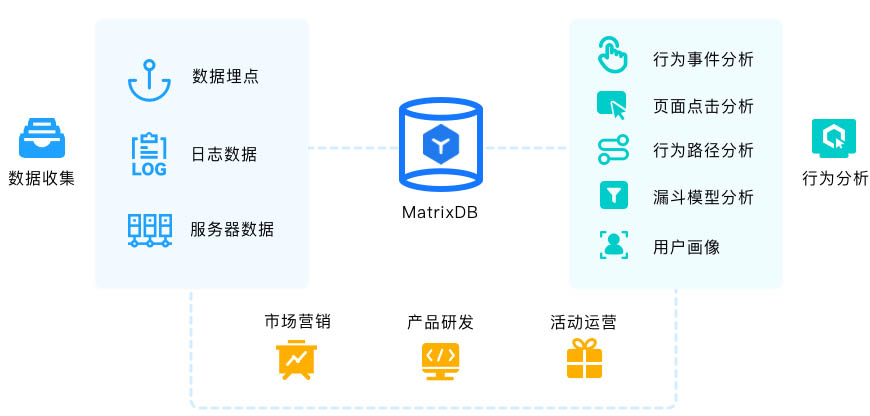 数据收集
数据埋点
LOG
日志数据
服务器数据
MatrixDB
行为事件分析
页面点击分析
行为路径分析
漏斗模型分析
用户画像
行为分析
市场营销
产品研发
活动运营